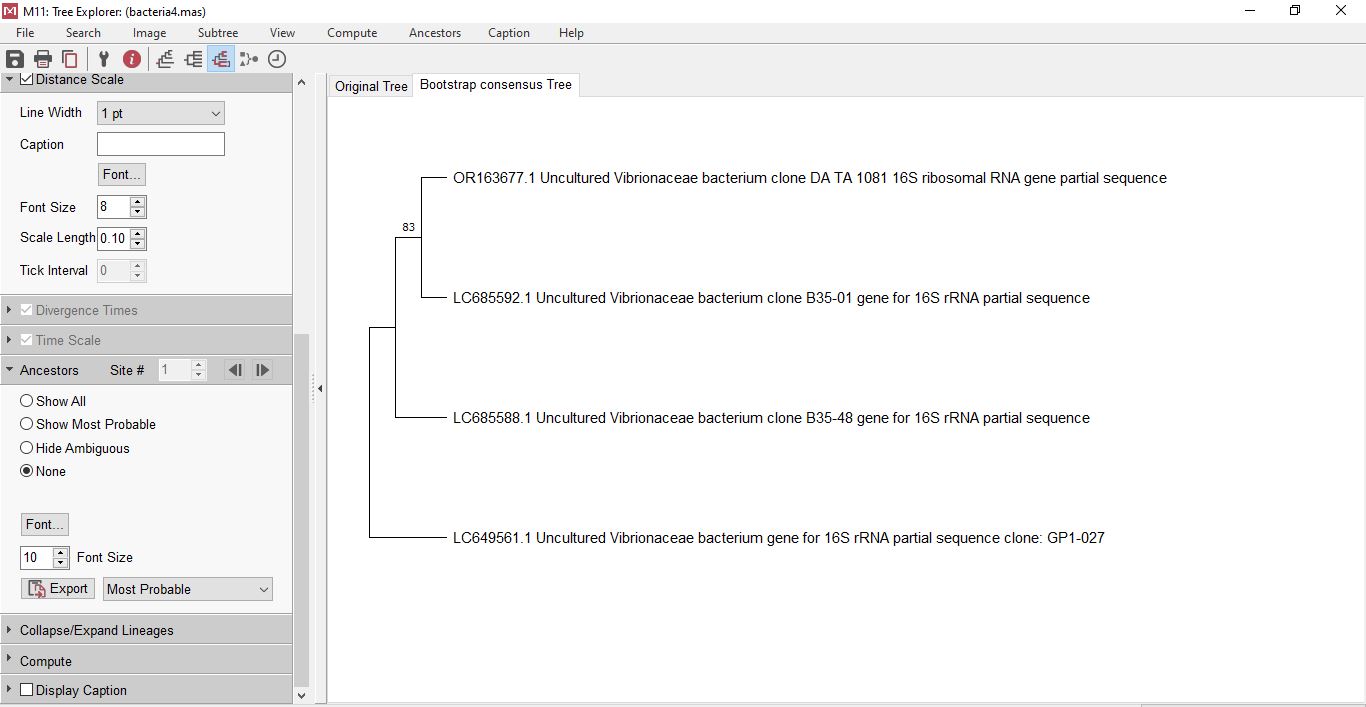 M11: Tree Explorer: (bacteria4.mas)
File Search Image Subtree View Compute Ancestors Caption Help
Distance Scale
Line Width 1 pt
Caption
Font...
Font Size 8
Scale Length 0.10
Tick Interval 0
Divergence Times
Time Scale
Ancestors Site # 1
Show All
Show Most Probable
Hide Ambiguous
None
Font...
10 Font Size
Export Most Probable
Collapse/Expand Lineages
Compute
Display Caption
Original Tree Bootstrap consensus Tree
OR163677.1 Uncultured Vibrionaceae bacterium clone DA TA 1081 16S ribosomal RNA gene partial sequence
83
LC685592.1 Uncultured Vibrionaceae bacterium clone B35-01 gene for 16S rRNA partial sequence
LC685588.1 Uncultured Vibrionaceae bacterium clone B35-48 gene for 16S rRNA partial sequence
LC649561.1 Uncultured Vibrionaceae bacterium gene for 16S rRNA partial sequence clone: GP1-027